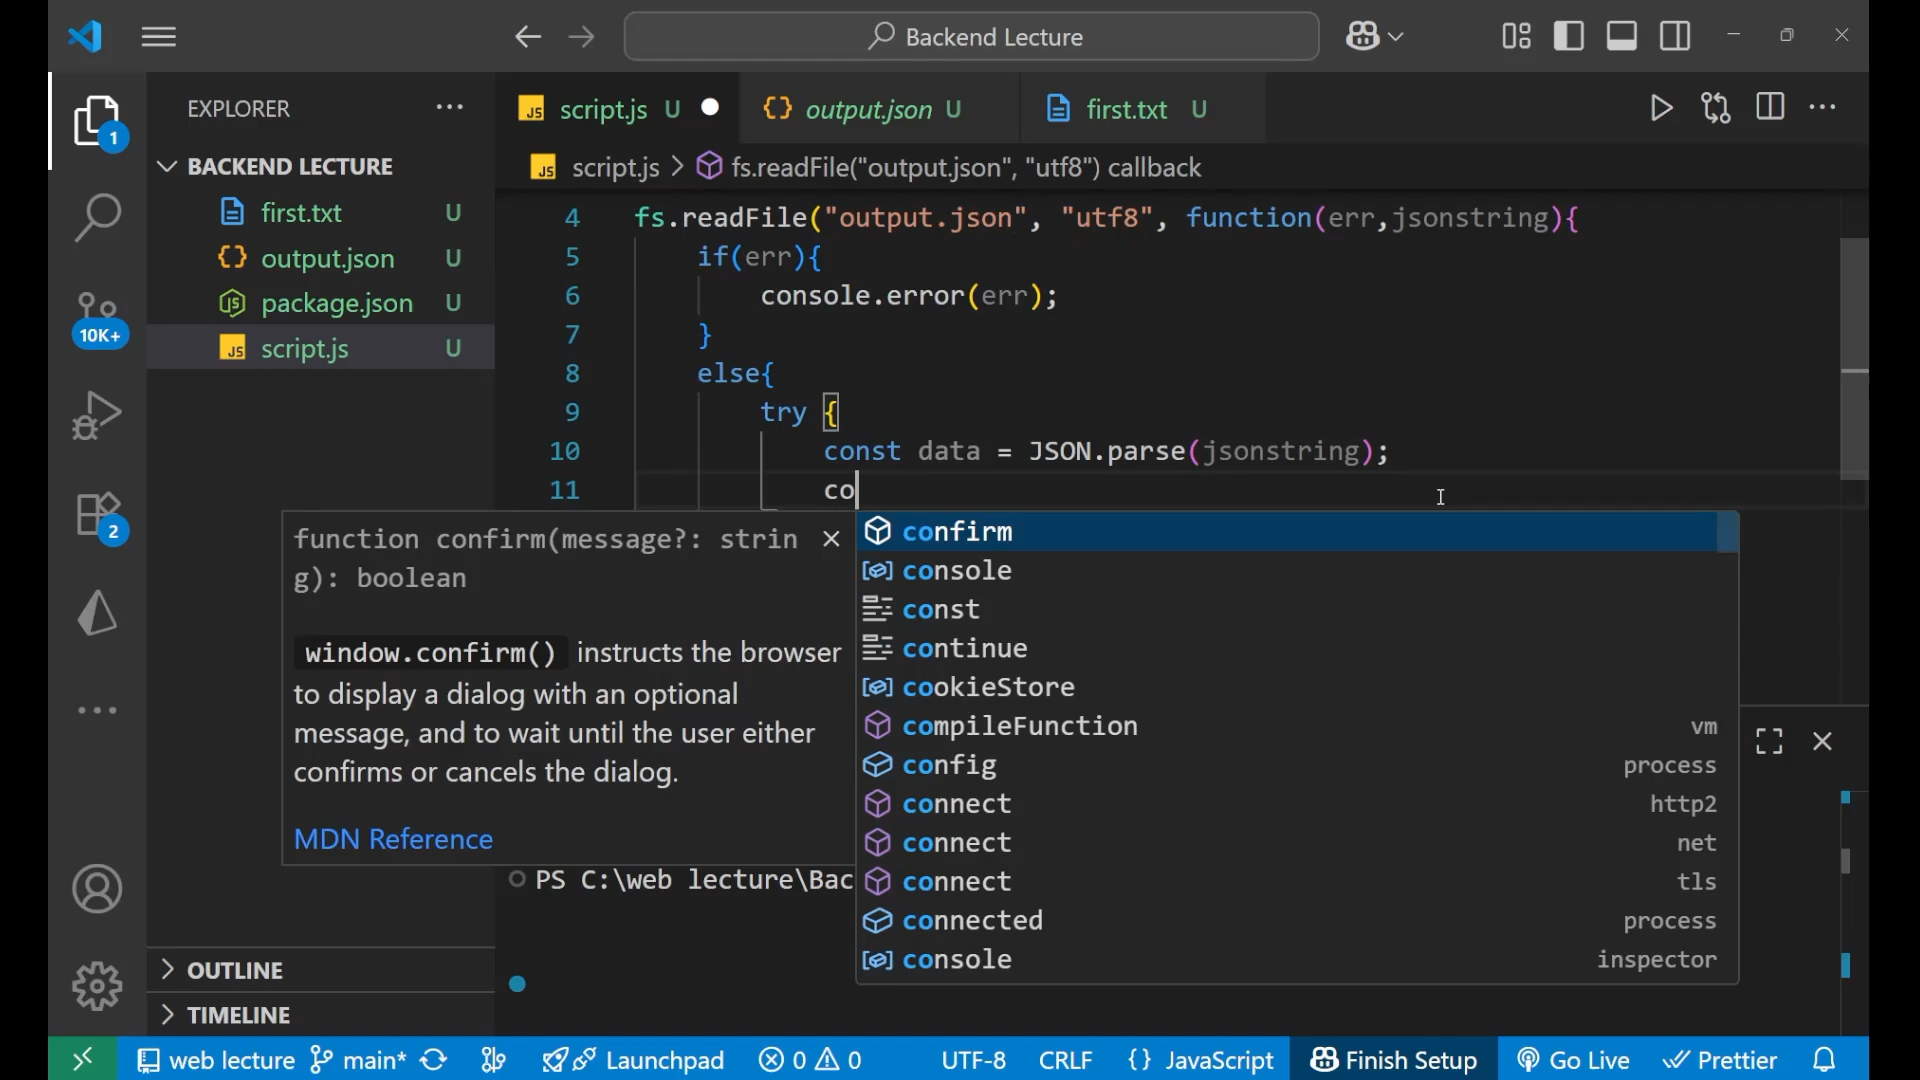 Backend Lecture
EXPLORER
script.js U
output.json U
first.txt U
1
BACKEND LECTURE
script.js > fs.readFile("output.json", "utf8") callback
first.txt U
output.json U
package.json U
script.js U
10K+
2
4 fs.readFile("output.json", "utf8", function(err,jsonstring){
5 if(err){
6 console.error(err);
7 }
8 else{
9 try {
10 const data = JSON.parse(jsonstring);
11 co
function confirm(message?: strin
g): boolean
window.confirm() instructs the browser
to display a dialog with an optional
message, and to wait until the user either
confirms or cancels the dialog.
MDN Reference
confirm
console
const
continue
cookieStore
compileFunction vm
config process
connect http2
connect net
connect tls
connected process
console inspector
PS C:\web lecture\Bac
OUTLINE
TIMELINE
web lecture main* Launchpad 0 0 UTF-8 CRLF {} JavaScript Finish Setup Go Live Prettier